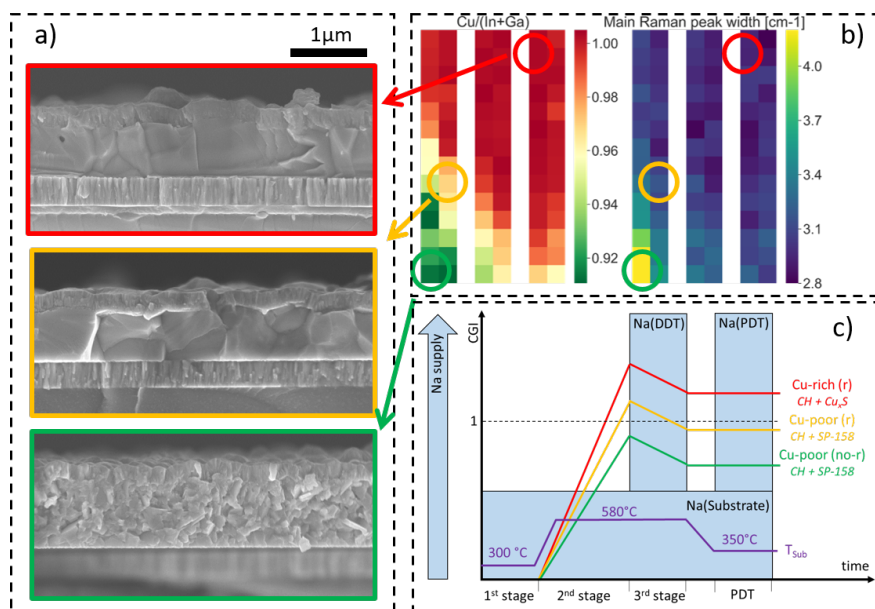 a)
1µm
Cu/(In+Ga)
1.00
0.98
0.96
0.94
0.92
Main Raman peak width [cm-1]
4.0
3.7
3.4
3.1
2.8
b)
c)
Na supply
CGI
1
Na(DDT)
Na(PDT)
Cu-rich (r)
CH + CuxS
Cu-poor (r)
CH + SP-158
Cu-poor (no-r)
CH + SP-158
Na(Substrate)
300 °C
580°C
350°C
TSub
time
1st stage
2nd stage
3rd stage
PDT